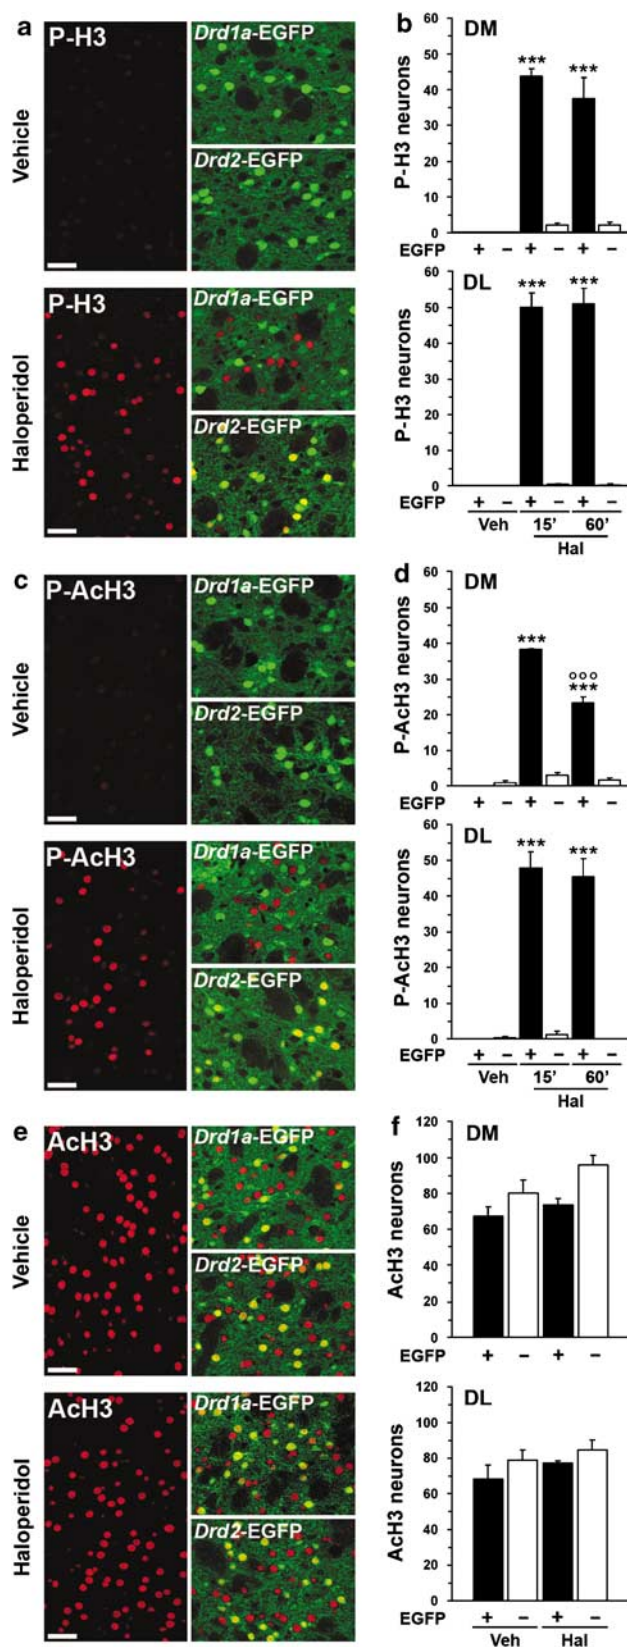 a
P-H3
Drd1a-EGFP
Drd2-EGFP
Vehicle
P-H3
Drd1a-EGFP
Drd2-EGFP
Haloperidol
b
DM
P-H3 neurons
60
50
40
30
20
10
0
*** ***
EGFP + – + – + –
DL
P-H3 neurons
60
50
40
30
20
10
0
*** ***
EGFP + – + – + –
Veh 15' 60'
Hal
c
P-AcH3
Drd1a-EGFP
Drd2-EGFP
Vehicle
P-AcH3
Drd1a-EGFP
Drd2-EGFP
Haloperidol
d
DM
P-AcH3 neurons
60
50
40
30
20
10
0
***
°°°
***
EGFP + – + – + –
DL
P-AcH3 neurons
60
50
40
30
20
10
0
*** ***
EGFP + – + – + –
Veh 15' 60'
Hal
e
AcH3
Drd1a-EGFP
Drd2-EGFP
Vehicle
AcH3
Drd1a-EGFP
Drd2-EGFP
Haloperidol
f
DM
AcH3 neurons
120
100
80
60
40
20
0
EGFP + – + –
DL
AcH3 neurons
120
100
80
60
40
20
0
EGFP + – + –
Veh Hal